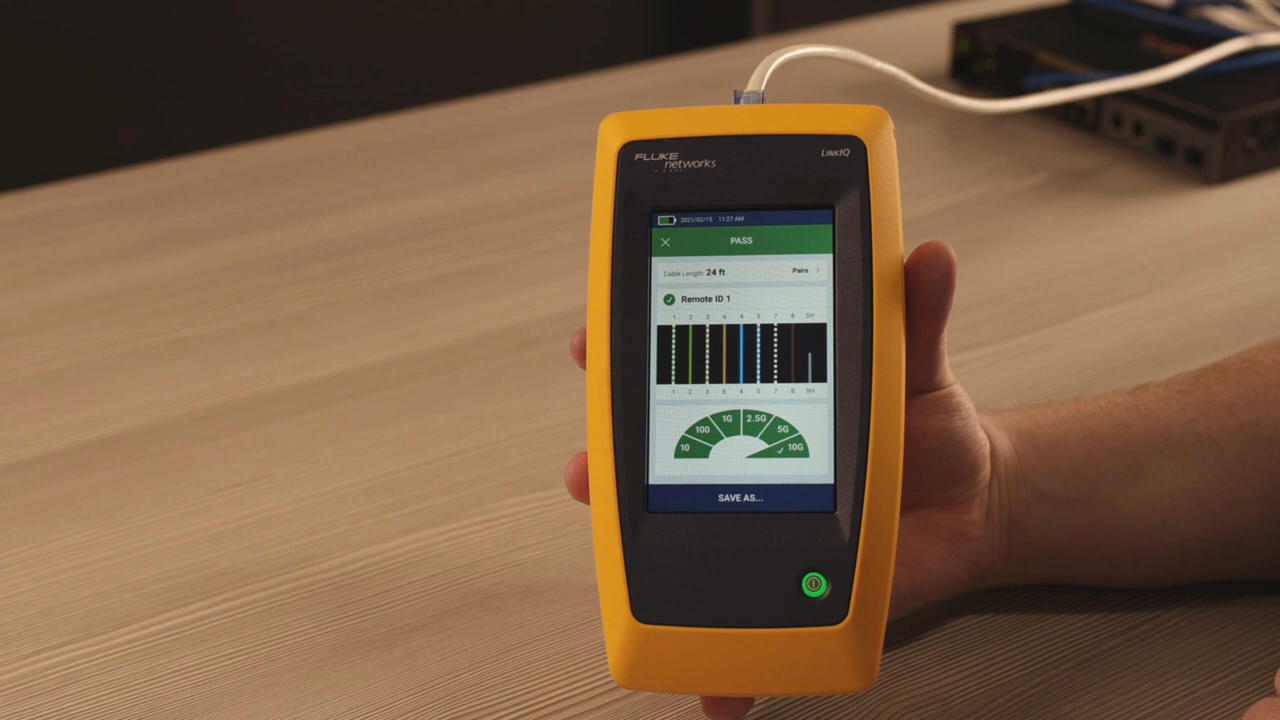 FLUKE
networks
LINKIQ
2021/02/15 11:27 AM
PASS
Cable Length: 24 ft
Pairs
Remote ID 1
1 2 3 6 4 5 7 8 SH
1 2 3 6 4 5 7 8 SH
10 100 1G 2.5G 5G 10G
SAVE AS...